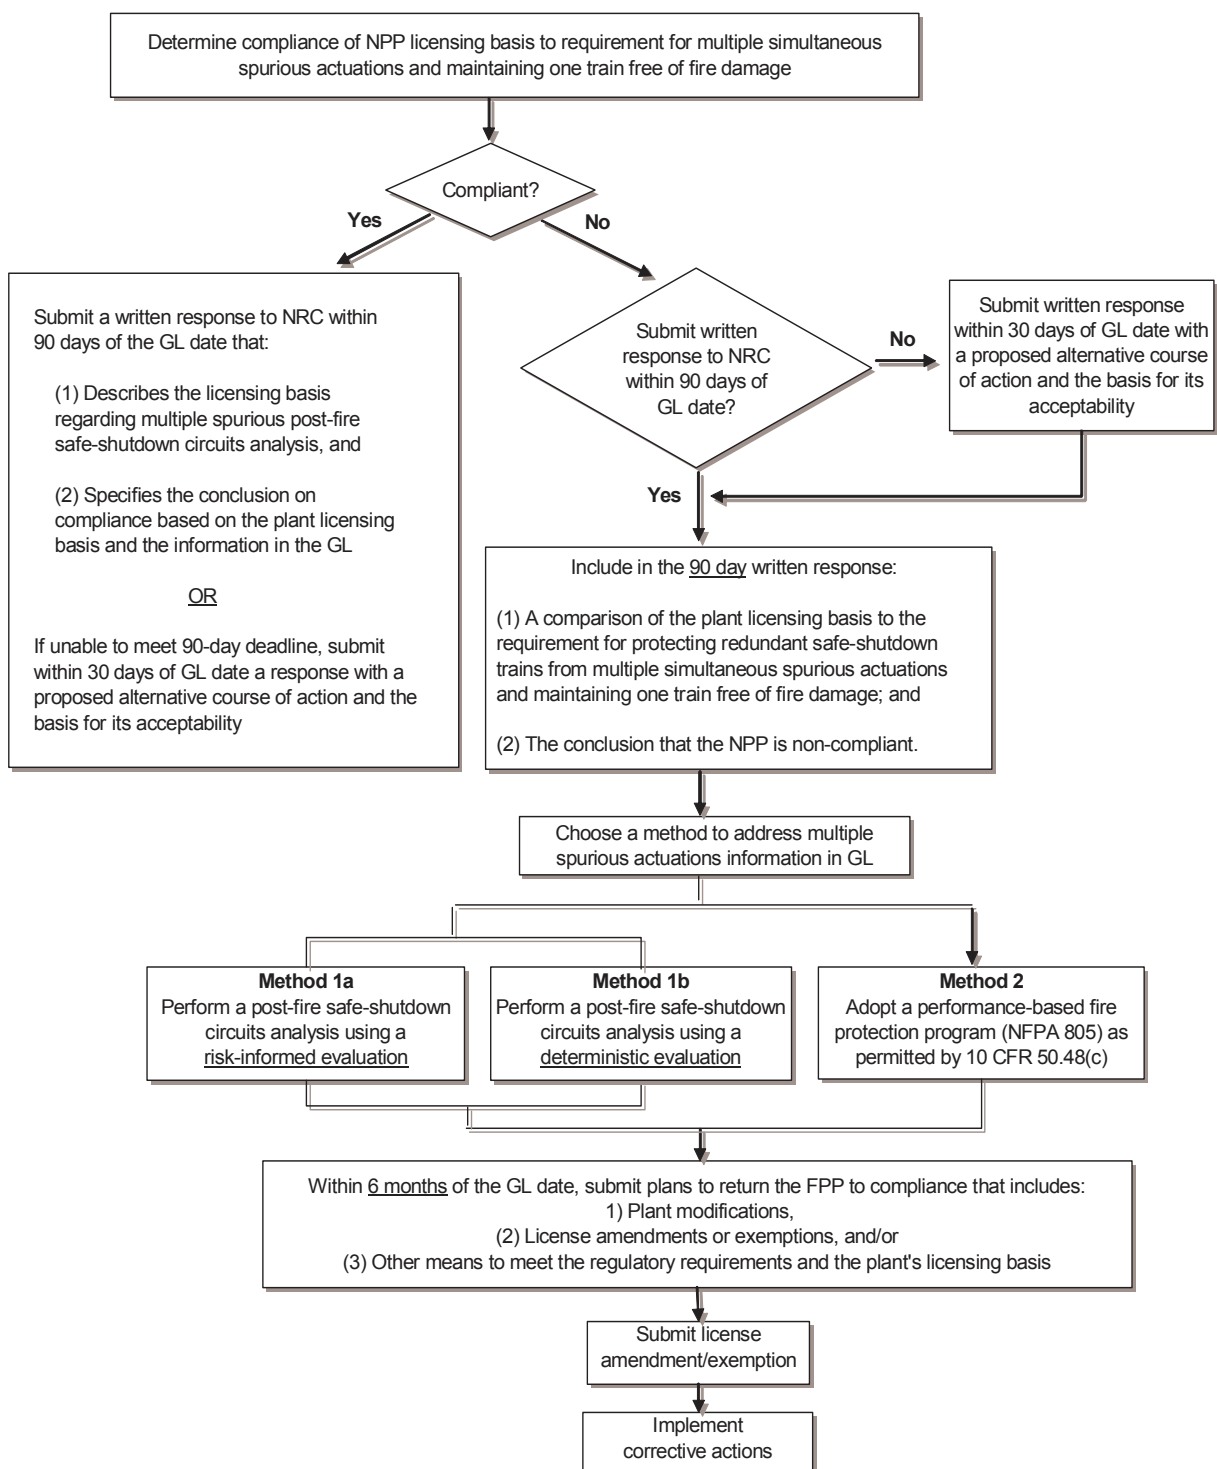 Determine compliance of NPP licensing basis to requirement for multiple simultaneous
spurious actuations and maintaining one train free of fire damage
Compliant?
Yes
No
Submit a written response to NRC within
90 days of the GL date that:
(1) Describes the licensing basis
regarding multiple spurious post-fire
safe-shutdown circuits analysis, and
(2) Specifies the conclusion on
compliance based on the plant licensing
basis and the information in the GL
OR
If unable to meet 90-day deadline, submit
within 30 days of GL date a response with a
proposed alternative course of action and the
basis for its acceptability
Submit written
response to NRC
within 90 days of
GL date?
No
Submit written response
within 30 days of GL date with
a proposed alternative course
of action and the basis for its
acceptability
Yes
Include in the 90 day written response:
(1) A comparison of the plant licensing basis to the
requirement for protecting redundant safe-shutdown
trains from multiple simultaneous spurious actuations
and maintaining one train free of fire damage; and
(2) The conclusion that the NPP is non-compliant.
Choose a method to address multiple
spurious actuations information in GL
Method 1a
Perform a post-fire safe-shutdown
circuits analysis using a
risk-informed evaluation
Method 1b
Perform a post-fire safe-shutdown
circuits analysis using a
deterministic evaluation
Method 2
Adopt a performance-based fire
protection program (NFPA 805) as
permitted by 10 CFR 50.48(c)
Within 6 months of the GL date, submit plans to return the FPP to compliance that includes:
1) Plant modifications,
(2) License amendments or exemptions, and/or
(3) Other means to meet the regulatory requirements and the plant's licensing basis
Submit license
amendment/exemption
Implement
corrective actions